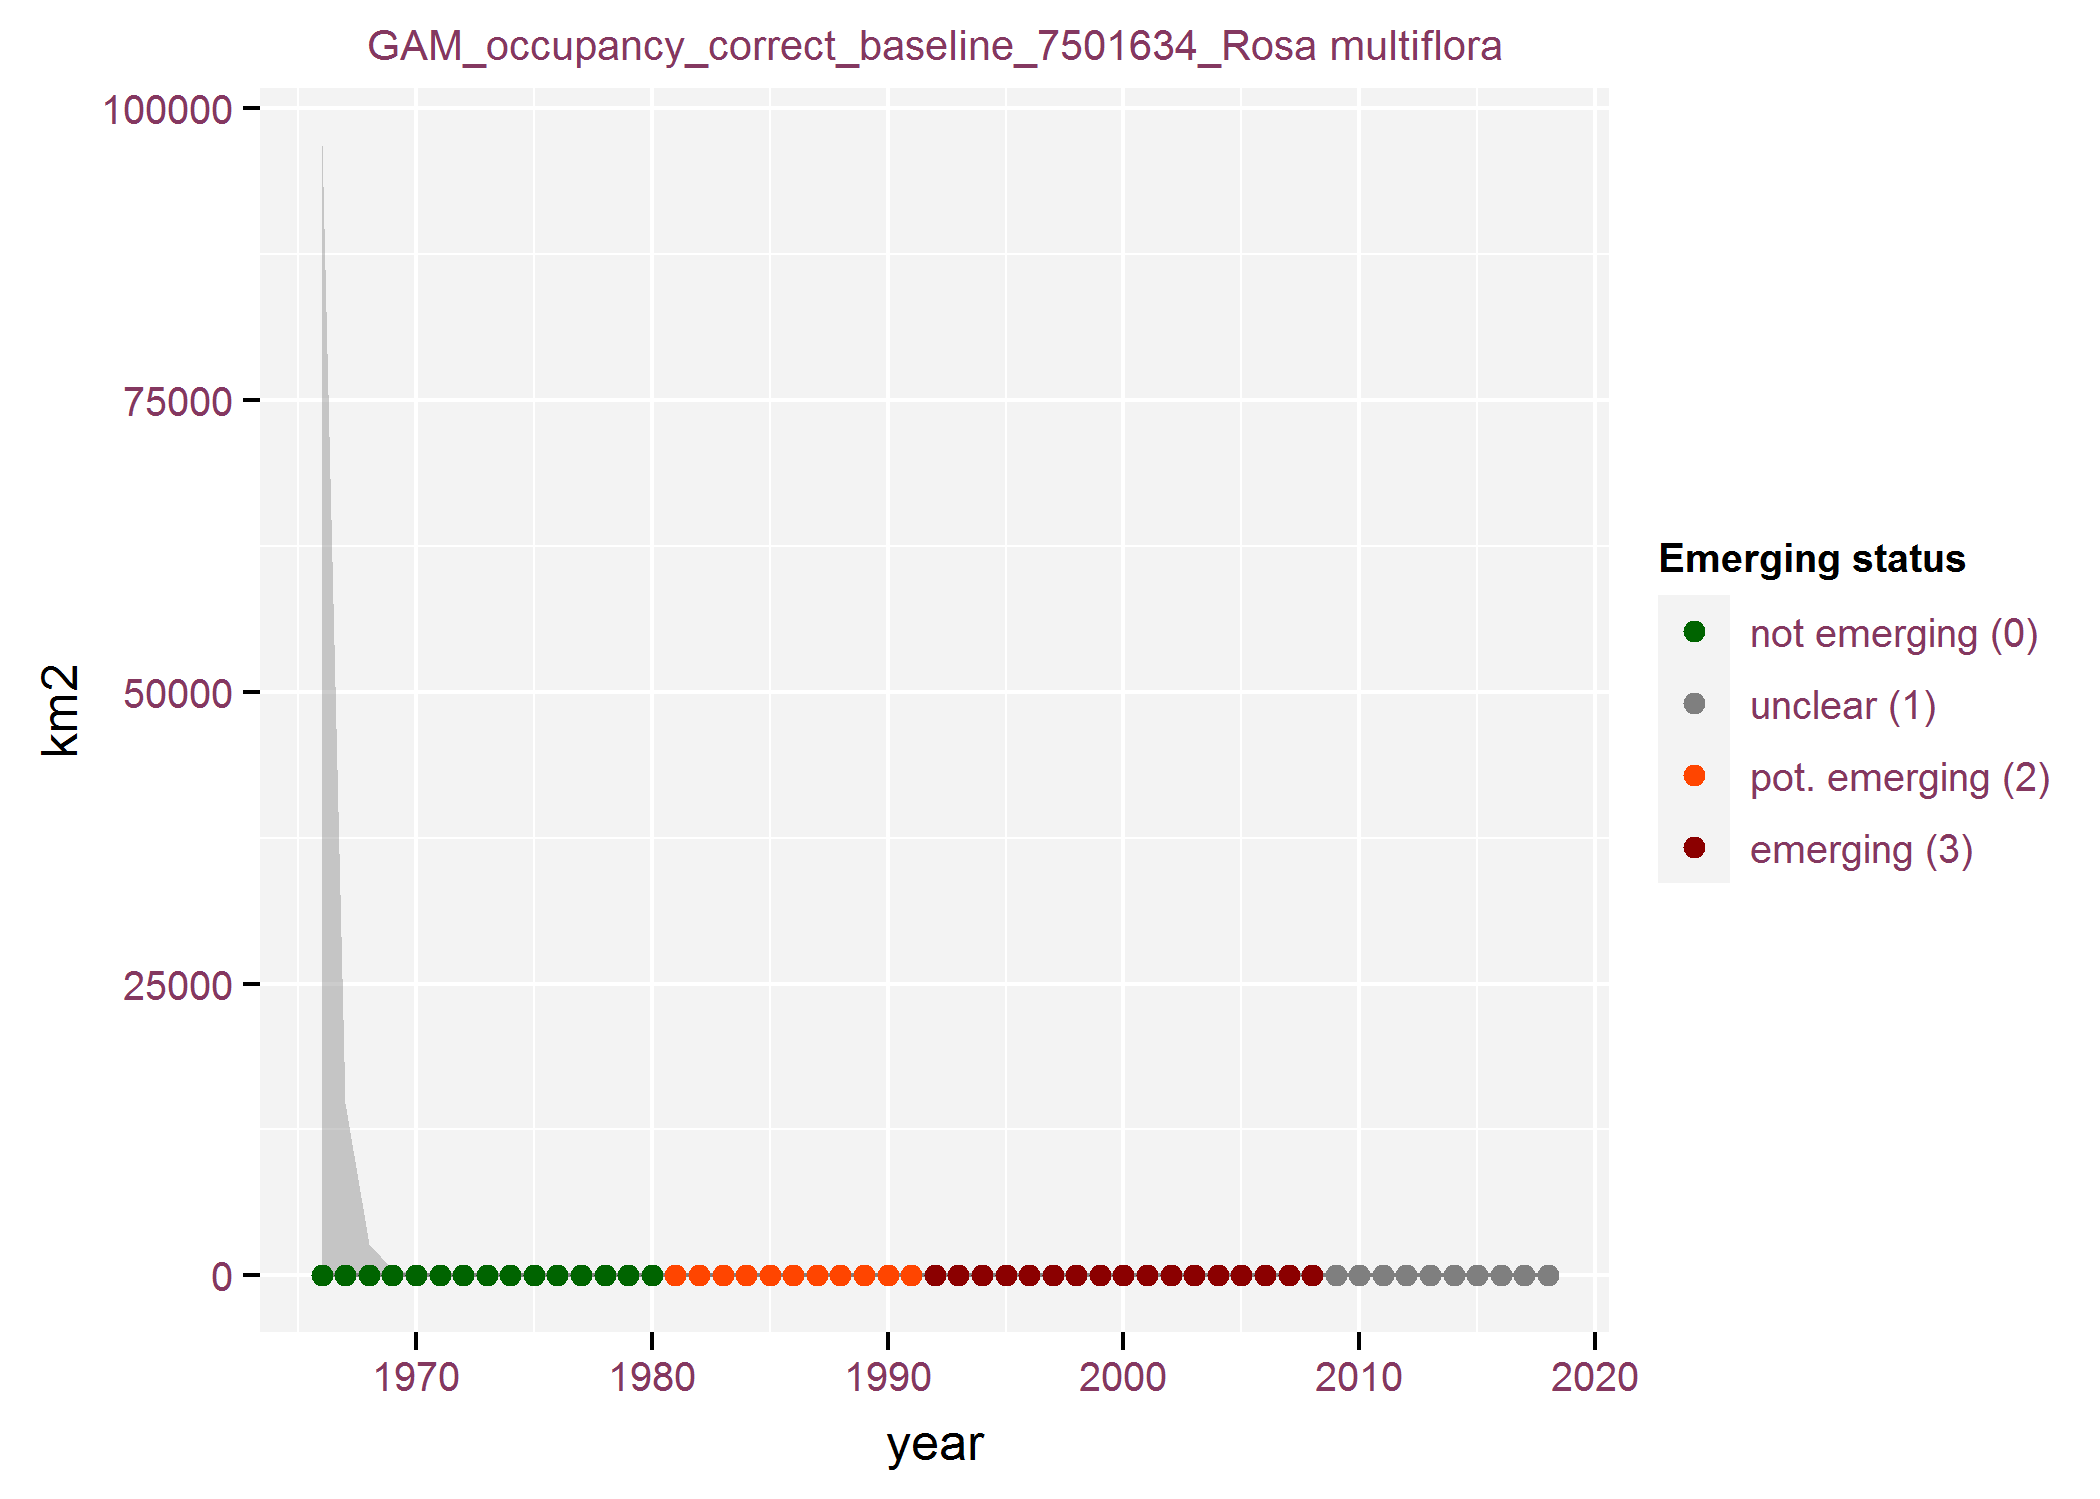 GAM_occupancy_correct_baseline_7501634_Rosa multiflora
100000
75000
50000
25000
0
km2
1970 1980 1990 2000 2010 2020
year
Emerging status
not emerging (0)
unclear (1)
pot. emerging (2)
emerging (3)